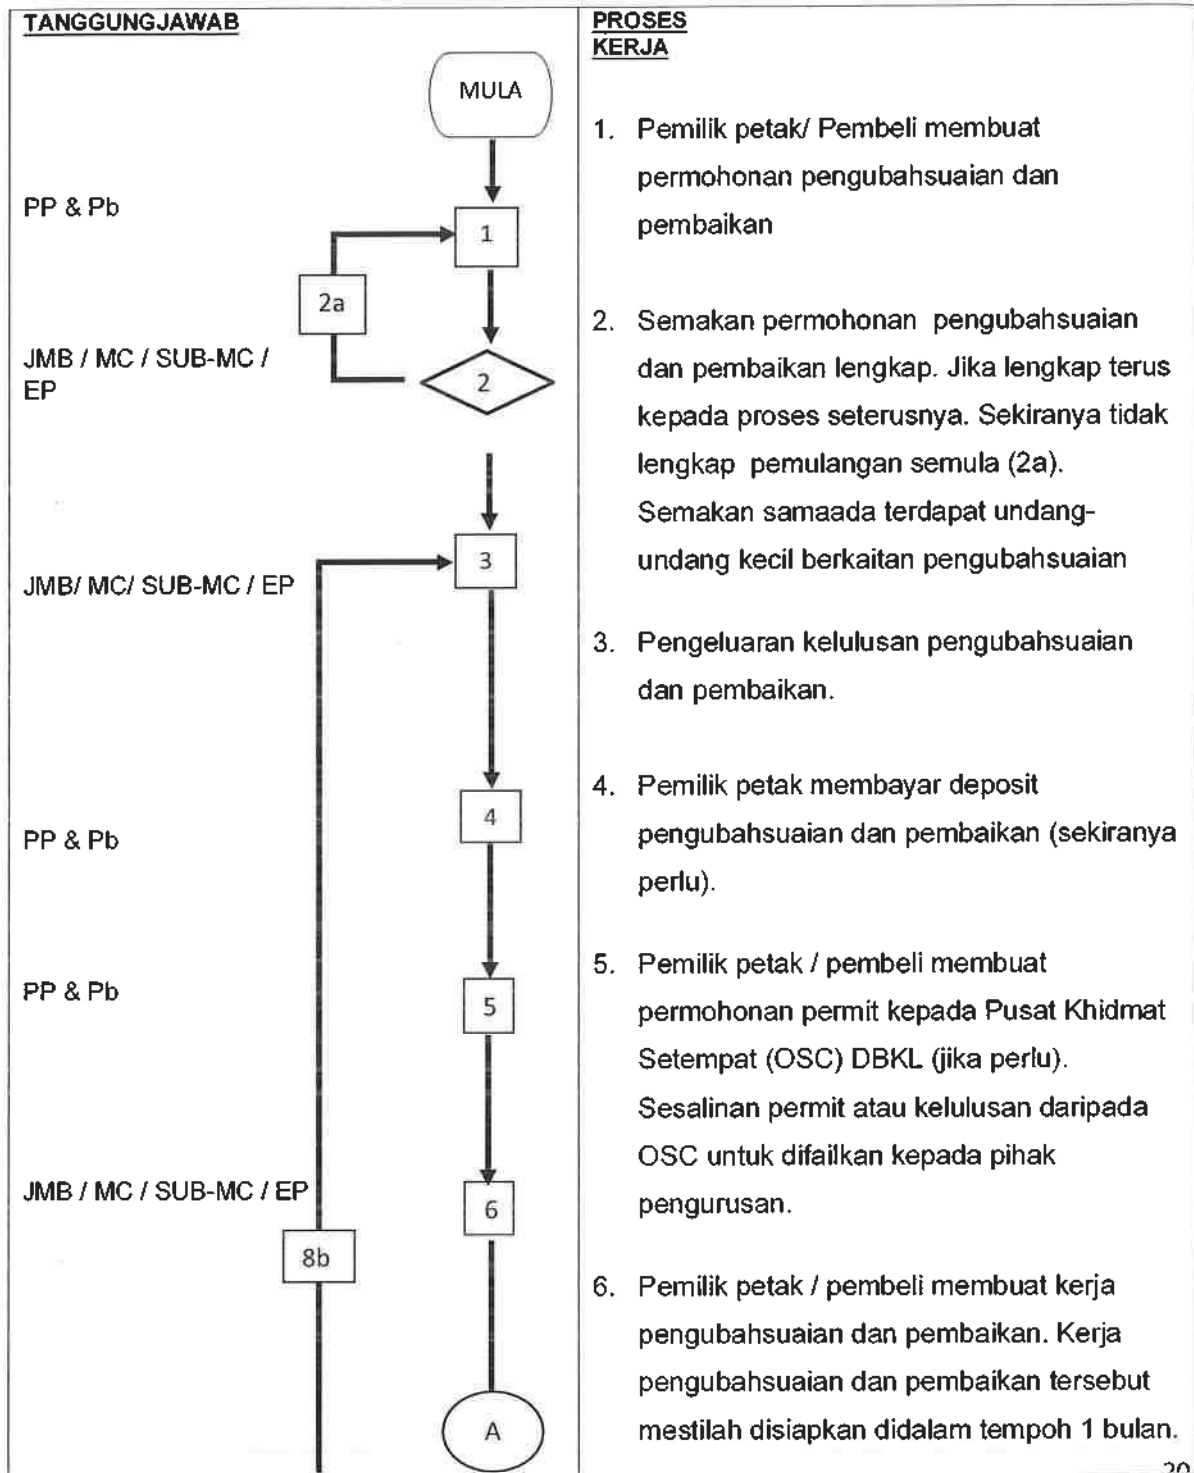 TANGGUNGJAWAB
MULA
PP & Pb
1
2a
JMB / MC / SUB-MC /
EP
2
JMB/ MC/ SUB-MC / EP
3
PP & Pb
4
PP & Pb
5
JMB / MC / SUB-MC / EP
6
8b
A
PROSES
KERJA
1. Pemilik petak/ Pembeli membuat
permohonan pengubahsuaian dan
pembaikan
2. Semakan permohonan pengubahsuaian
dan pembaikan lengkap. Jika lengkap terus
kepada proses seterusnya. Sekiranya tidak
lengkap pemulangan semula (2a).
Semakan samaada terdapat undang-
undang kecil berkaitan pengubahsuaian
3. Pengeluaran kelulusan pengubahsuaian
dan pembaikan.
4. Pemilik petak membayar deposit
pengubahsuaian dan pembaikan (sekiranya
perlu).
5. Pemilik petak / pembeli membuat
permohonan permit kepada Pusat Khidmat
Setempat (OSC) DBKL (jika perlu).
Sesalinan permit atau kelulusan daripada
OSC untuk difailkan kepada pihak
pengurusan.
6. Pemilik petak / pembeli membuat kerja
pengubahsuaian dan pembaikan. Kerja
pengubahsuaian dan pembaikan tersebut
mestilah disiapkan didalam tempoh 1 bulan.